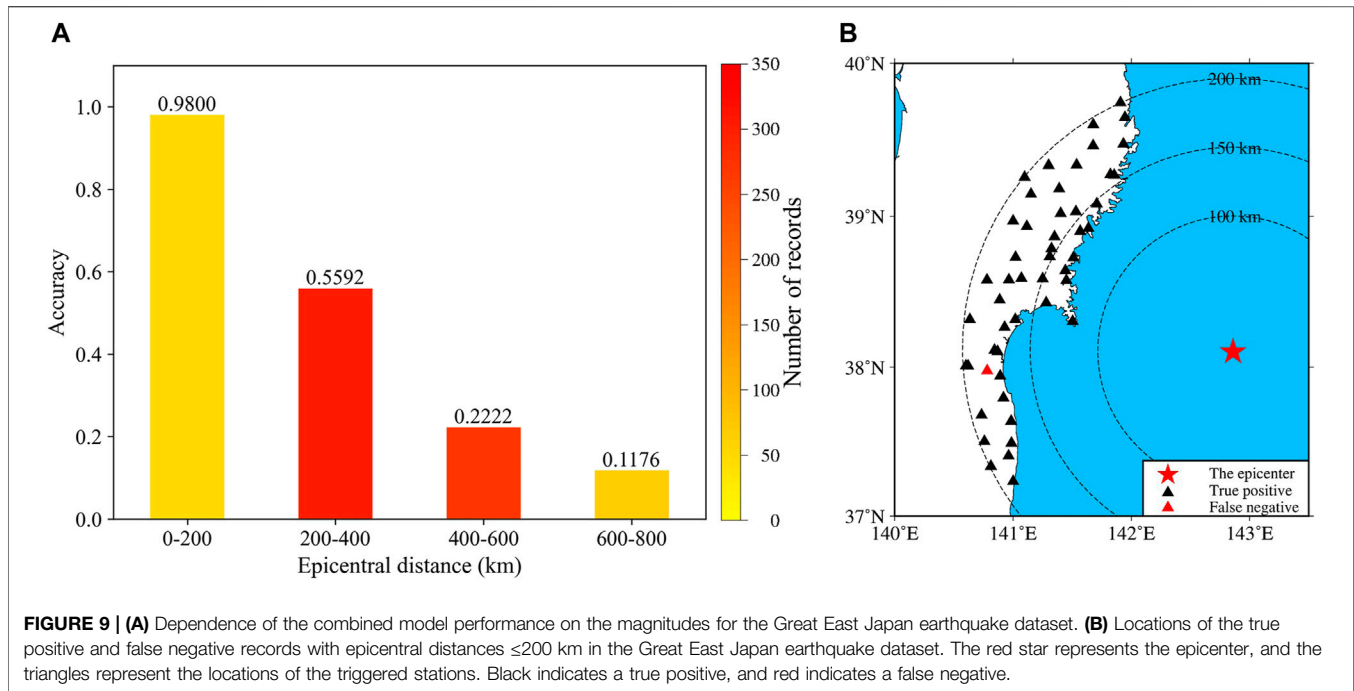 A
Accuracy
1.0
0.8
0.6
0.4
0.2
0.0
0.9800
0.5592
0.2222
0.1176
0-200
200-400
400-600
600-800
Epicentral distance (km)
350
300
250
200
150
100
50
0
Number of records
B
40°N
39°N
38°N
37°N
140°E
141°E
142°E
143°E
200 km
150 km
100 km
The epicenter
True positive
False negative
FIGURE 9 | (A) Dependence of the combined model performance on the magnitudes for the Great East Japan earthquake dataset. (B) Locations of the true
positive and false negative records with epicentral distances ≤200 km in the Great East Japan earthquake dataset. The red star represents the epicenter, and the
triangles represent the locations of the triggered stations. Black indicates a true positive, and red indicates a false negative.